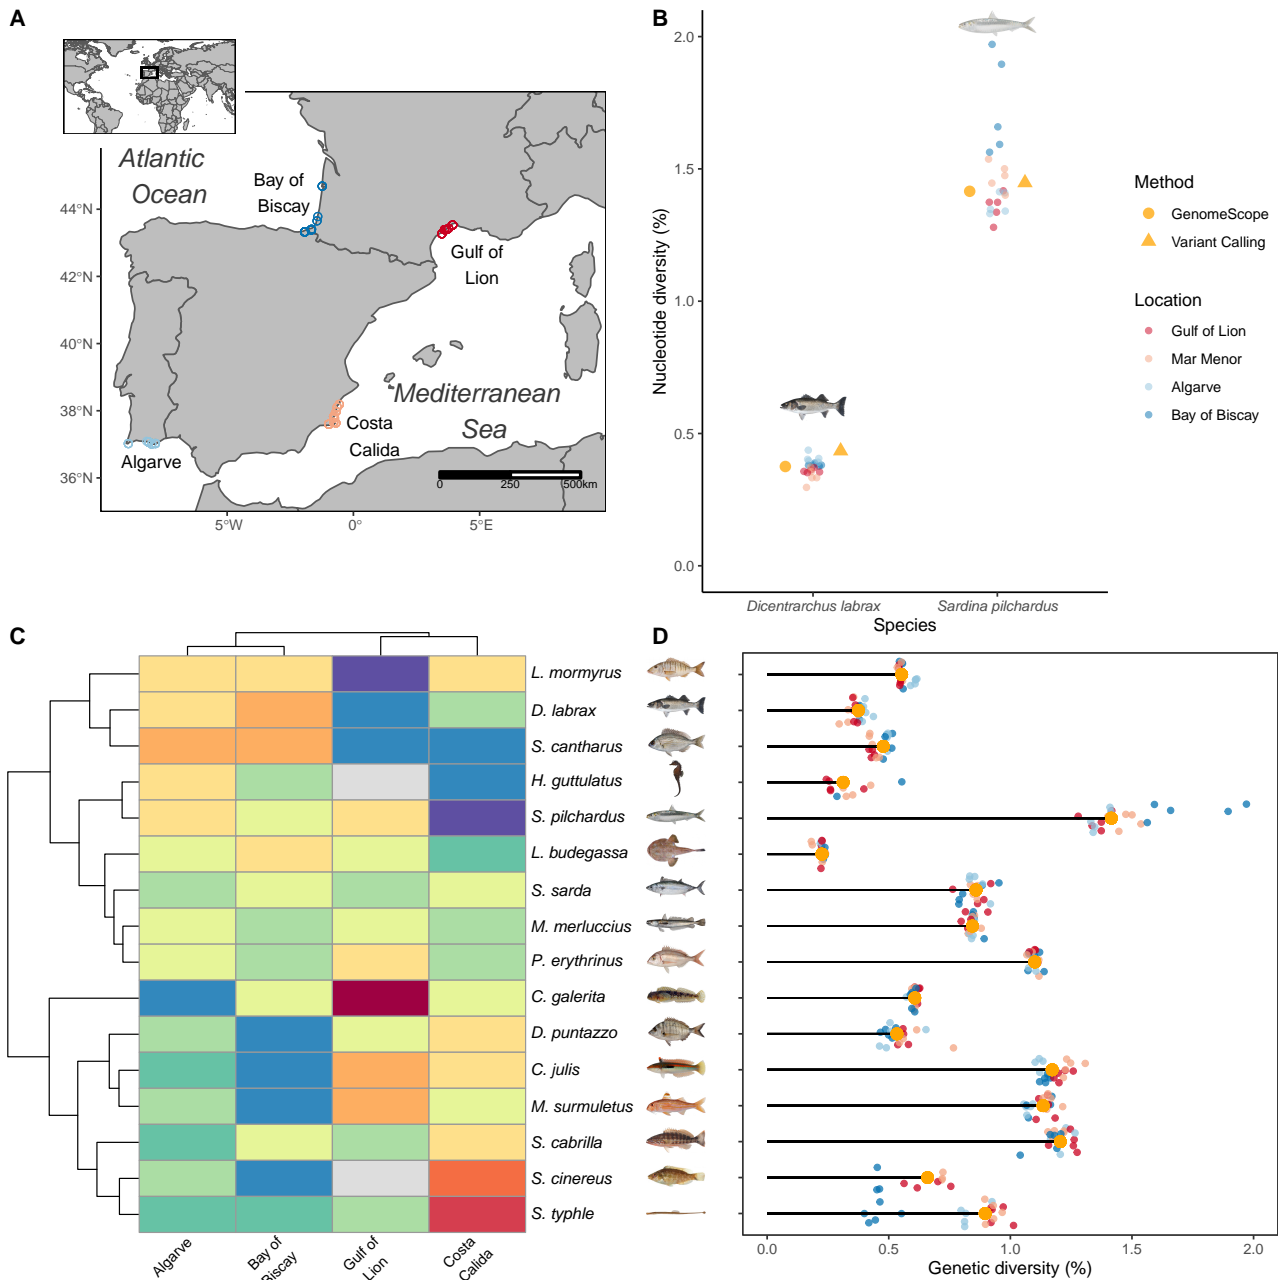 A
Atlantic
Ocean
Bay of
Biscay
Gulf of
Lion
Mediterranean
Sea
Costa
Calida
Algarve
0
250
500km
44°N
42°N
40°N
38°N
36°N
5°W
0°
5°E
B
Nucleotide diversity (%)
2.0
1.5
1.0
0.5
0.0
Dicentrarchus labrax
Sardina pilchardus
Species
Method
GenomeScope
Variant Calling
Location
Gulf of Lion
Mar Menor
Algarve
Bay of Biscay
C
L. mormyrus
D. labrax
S. cantharus
H. guttulatus
S. pilchardus
L. budegassa
S. sarda
M. merluccius
P. erythrinus
C. galerita
D. puntazzo
C. julis
M. surmuletus
S. cabrilla
S. cinereus
S. typhle
Algarve
Bay of
Biscay
Gulf of
Lion
Costa
Calida
D
0.0
0.5
1.0
1.5
2.0
Genetic diversity (%)